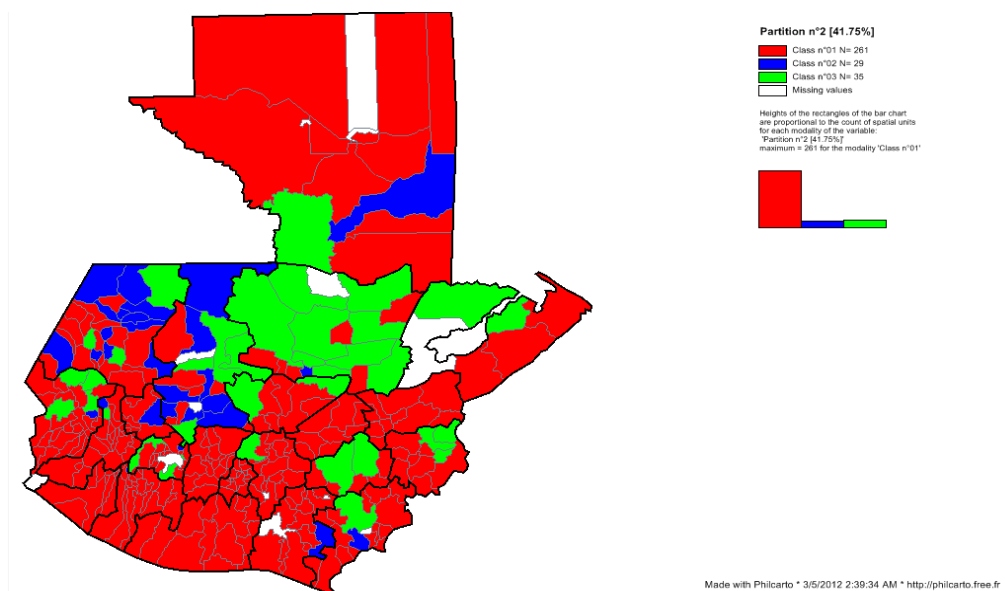 Partition n°2 [41.75%]
Class n°01 N= 261
Class n°02 N= 29
Class n°03 N= 35
Missing values
Heights of the rectangles of the bar chart
are proportional to the count of spatial units
for each modality of the variable:
'Partition n°2 [41.75%]'
maximum = 261 for the modality 'Class n°01'
Made with Philcarto * 3/5/2012 2:39:34 AM * http://philcarto.free.fr